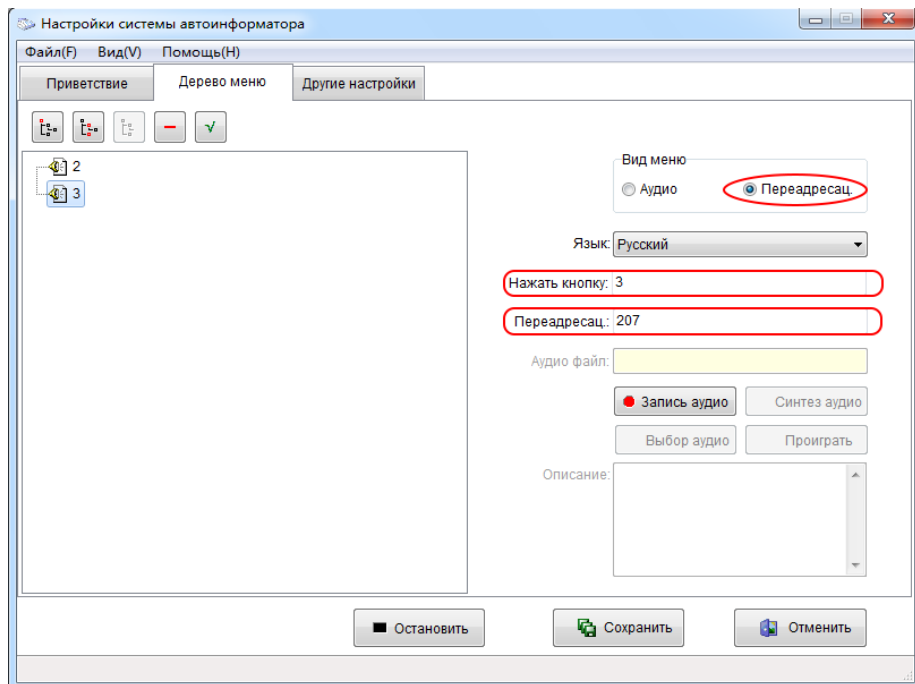 Настройки системы автоинформатора
Файл(F) Вид(V) Помощь(H)
Приветствие Дерево меню Другие настройки
2
3
Вид меню
Аудио Переадресац.
Язык: Русский
Нажать кнопку: 3
Переадресац.: 207
Аудио файл:
Запись аудио Синтез аудио
Выбор аудио Проиграть
Описание:
Остановить Сохранить Отменить